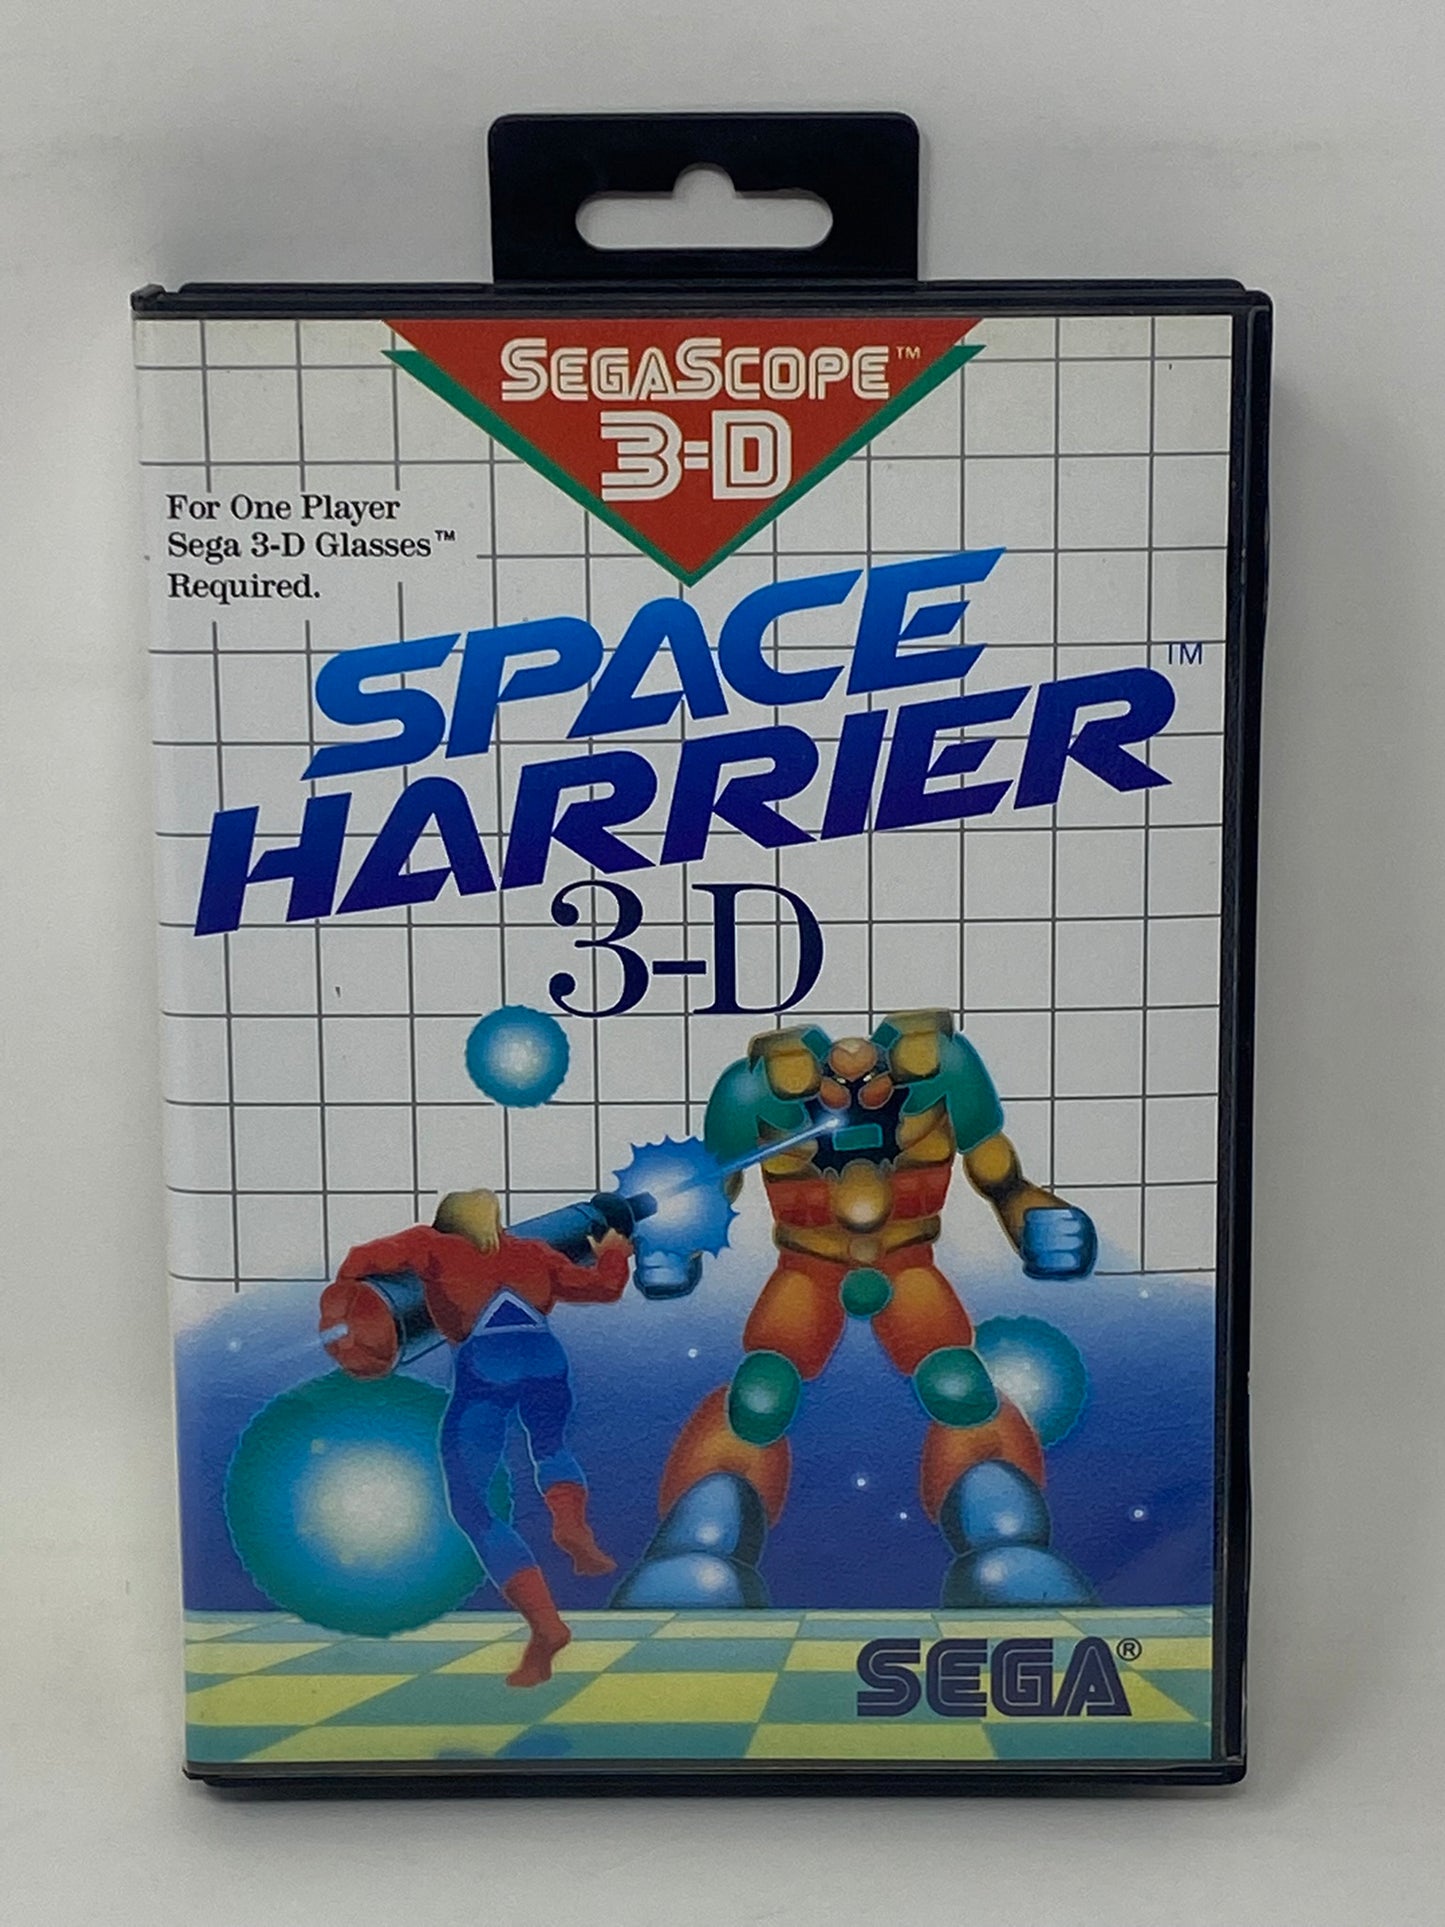 SEGASCOPE™
3-D
For One Player
Sega 3-D Glasses™
Required.
SPACE
HARRIER™
3-D
SEGA®